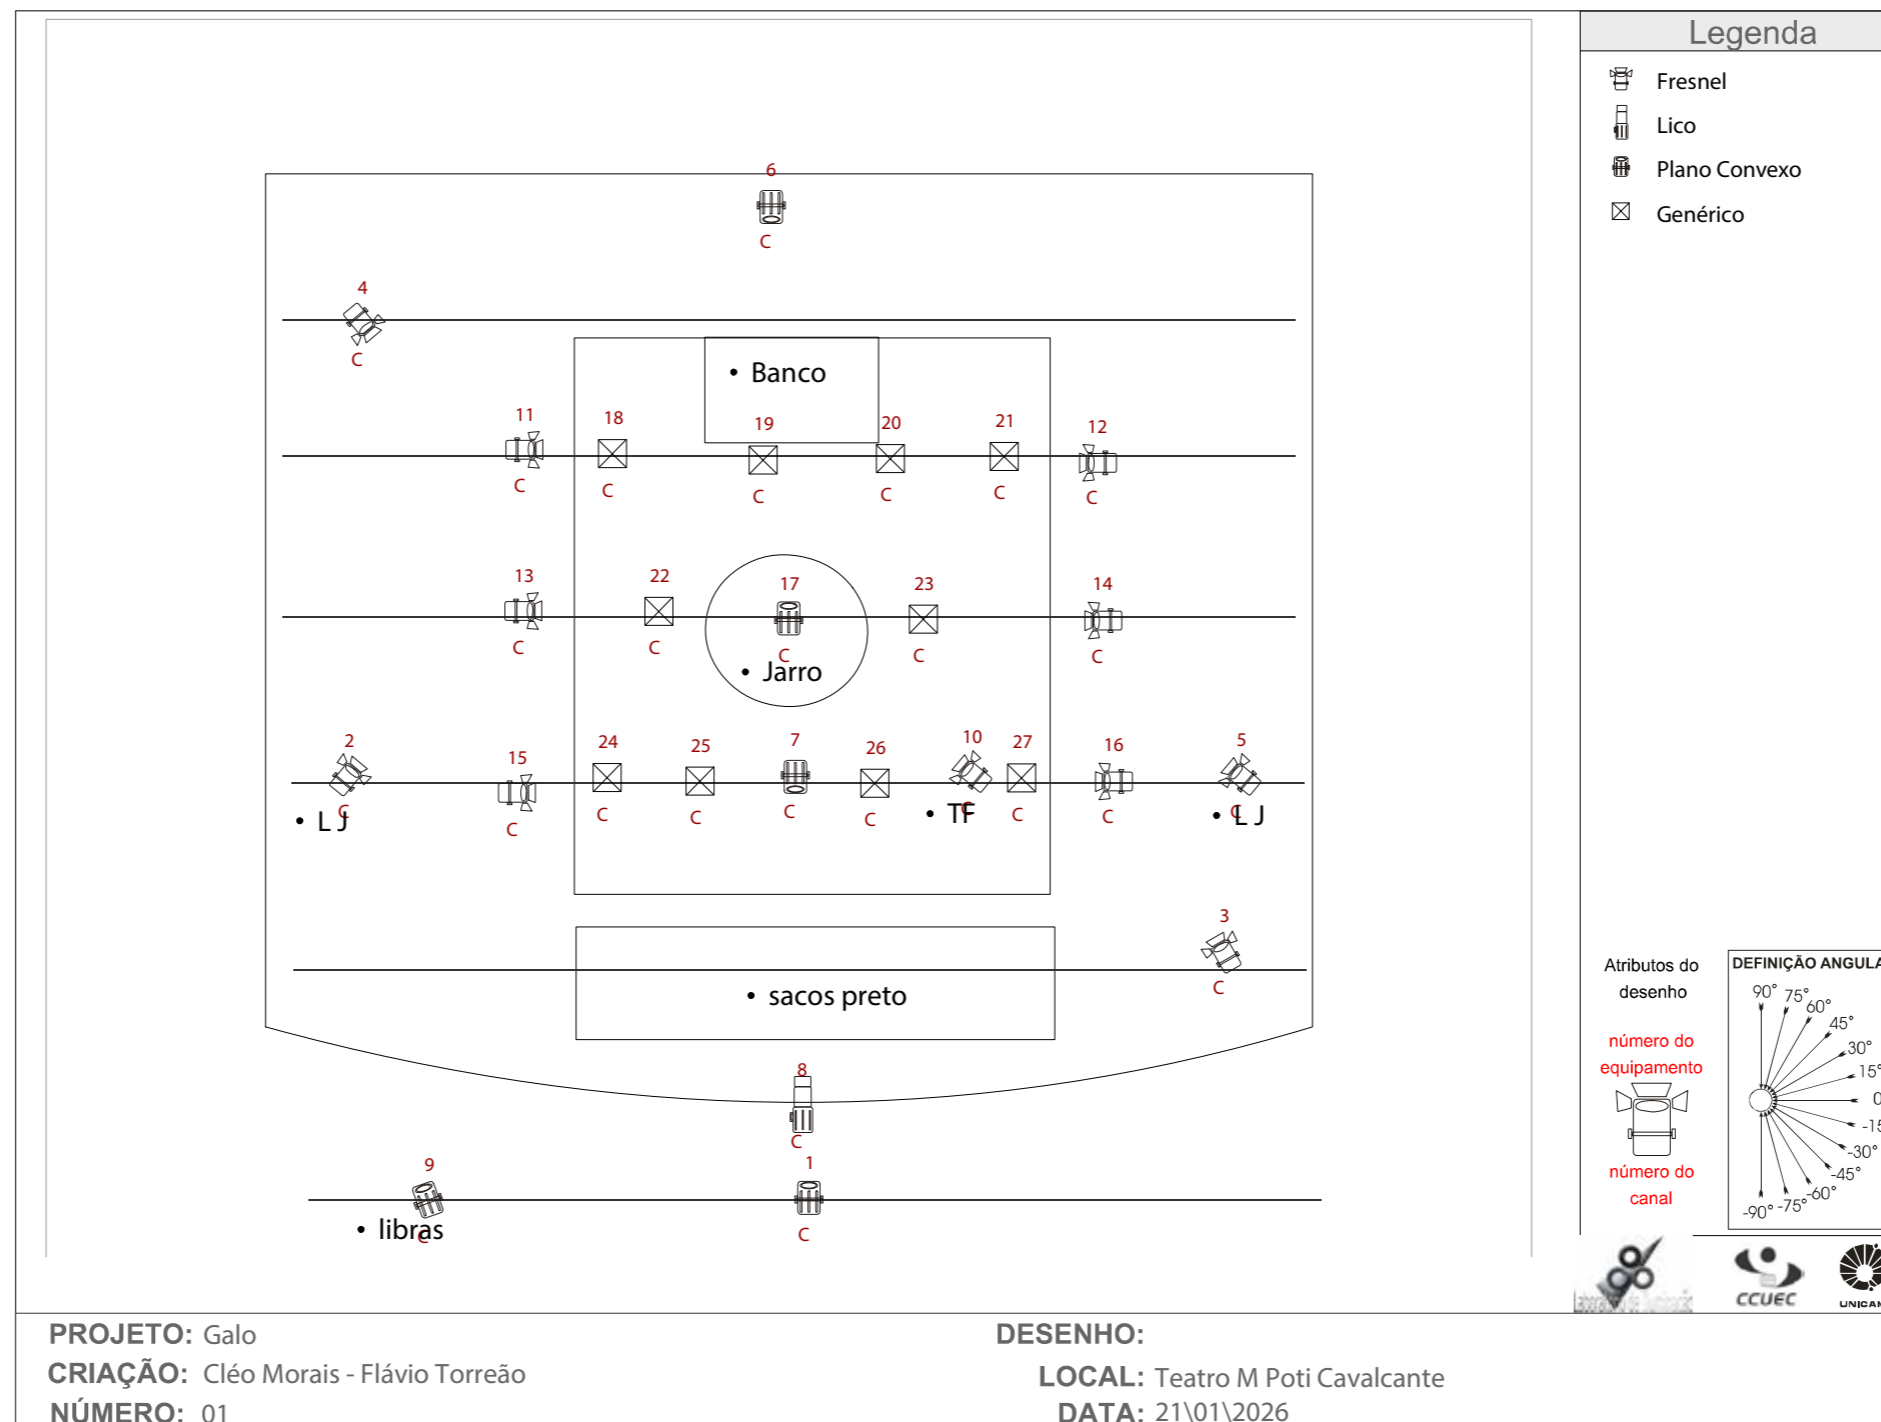 Legenda
Fresnel
Lico
Plano Convexo
Genérico
6
C
4
C
• Banco
11
18
19
20
21
12
C
C
C
C
C
C
13
22
17
23
14
C
C
C
C
C
• Jarro
2
15
24
25
7
26
10
27
16
5
C
C
C
C
C
C
C
C
C
C
• L J
• TF
• L J
3
C
• sacos preto
8
C
9
1
C
C
• libras
Atributos do
desenho
número do
equipamento
número do
canal
DEFINIÇÃO ANGULA
90°
75°
60°
45°
30°
15°
0
-15
-30°
-45°
-60°
-75°
-90°
CCUEC
UNICAM
PROJETO: Galo
CRIAÇÃO: Cléo Morais - Flávio Torreão
NÚMERO: 01
DESENHO:
LOCAL: Teatro M Poti Cavalcante
DATA: 21\01\2026